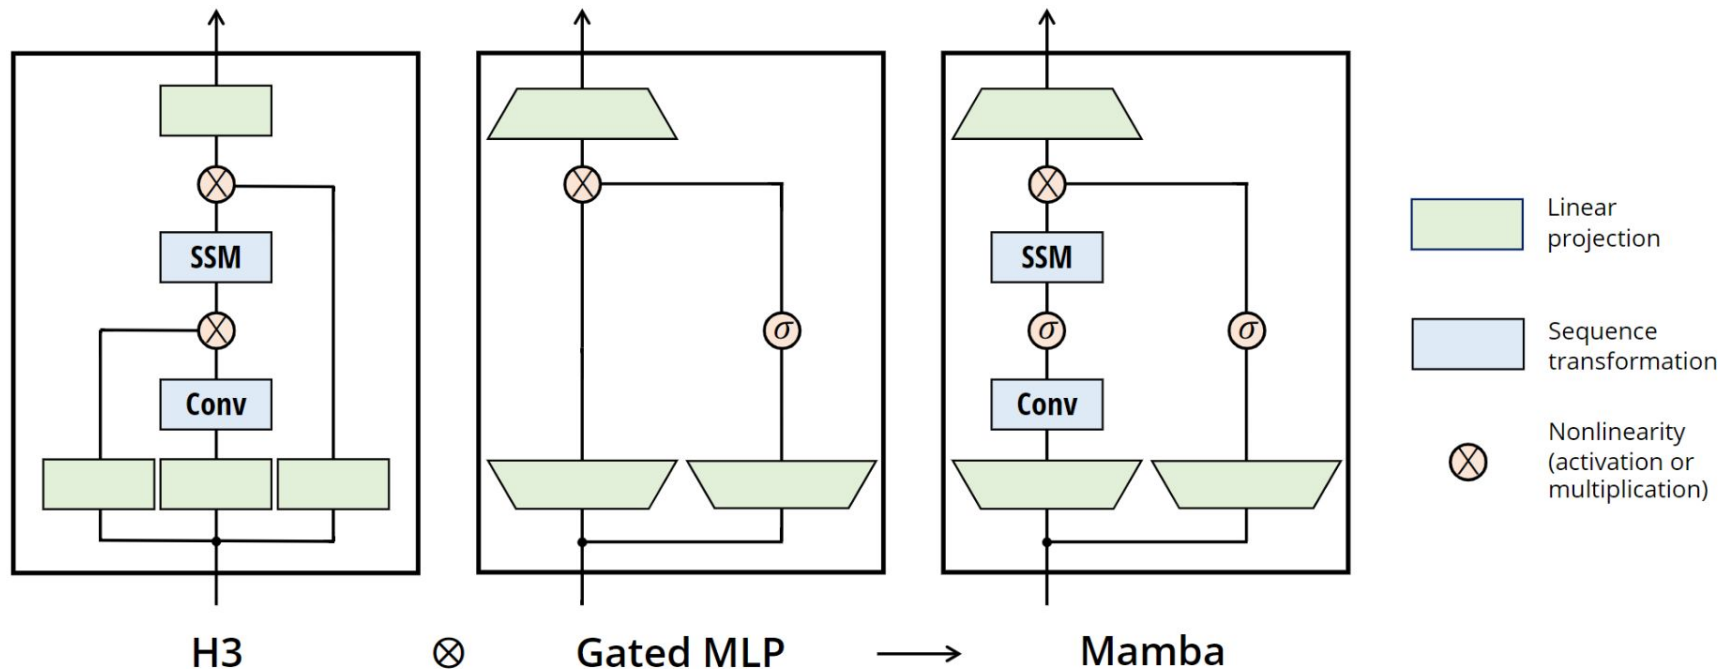 SSM
Conv
σ
SSM
σ
σ
Conv
Linear
projection
Sequence
transformation
Nonlinearity
(activation or
multiplication)
H3 ⊗ Gated MLP → Mamba